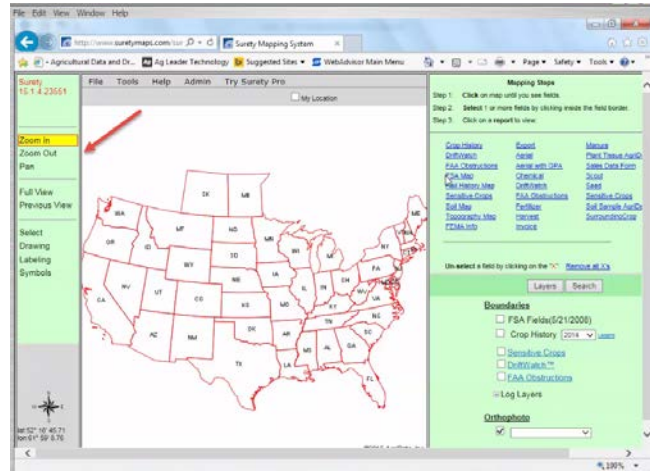 File Edit View Window Help
Surety Mapping System
Agricultural Data and Dr... Ag Leader Technology Suggested Sites WebAdvisor Main Menu
Page Safety Tools
Surety
15.1.4.23551
File Tools Help Admin Try Surety Pro
My Location
Zoom In
Zoom Out
Pan
Full View
Previous View
Select
Drawing
Labeling
Symbols
Mapping Steps
Step 1: Click on map until you see fields.
Step 2: Select 1 or more fields by clicking inside the field border.
Step 3: Click on a report to view.
Crop History Export Manure
DriftWatch Aerial Plant Tissue AgriD
FAA Obstructions Aerial with GPA Sales Data Form
FSA Map Chemical Scout
Field History Map DriftWatch Seed
Sensitive Crops FAA Obstructions Sensitive Crops
Soil Map Fertilizer Soil Sample AgriDa
Topography Map Harvest SurroundingCrop
FEMA Info Invoice
Un-select a field by clicking on the "X". Remove all X's
Layers Search
Boundaries
FSA Fields(5/21/2008)
Crop History 2014
Sensitive Crops
DriftWatch™
FAA Obstructions
Log Layers
Orthophoto
SK MB
WA MT ND ME
OR ID SD WI MI NY
WY IA PA
NE IL IN OH
NV UT CO KS MO KY VA
CA TN NC
AZ NM OK AR SC
MS AL GA
TX LA
FL
100%